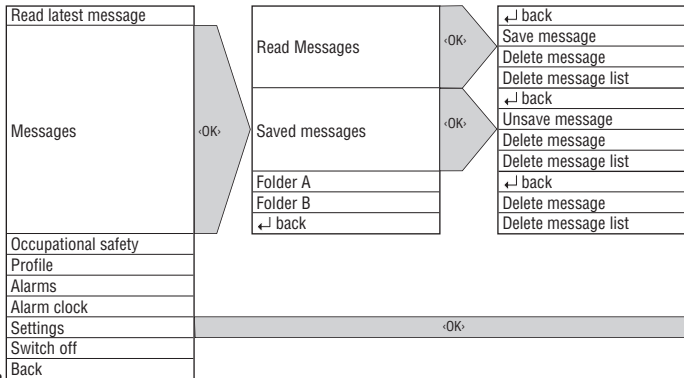 Read latest message
Messages
‹OK›
Read Messages
‹OK›
↵ back
Save message
Delete message
Delete message list
Saved messages
‹OK›
↵ back
Unsave message
Delete message
Delete message list
Folder A
Folder B
↵ back
↵ back
Delete message
Delete message list
Occupational safety
Profile
Alarms
Alarm clock
Settings
‹OK›
Switch off
Back